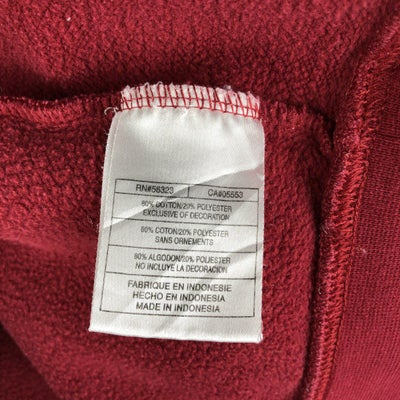 RN#56323 CA#05553
80% COTTON/20% POLYESTER
EXCLUSIVE OF DECORATION
80% COTON/20% POLYESTER
SANS ORNEMENTS
80% ALGODON/20% POLIESTER
NO INCLUYE LA DECORACION
FABRIQUE EN INDONESIE
HECHO EN INDONESIA
MADE IN INDONESIA